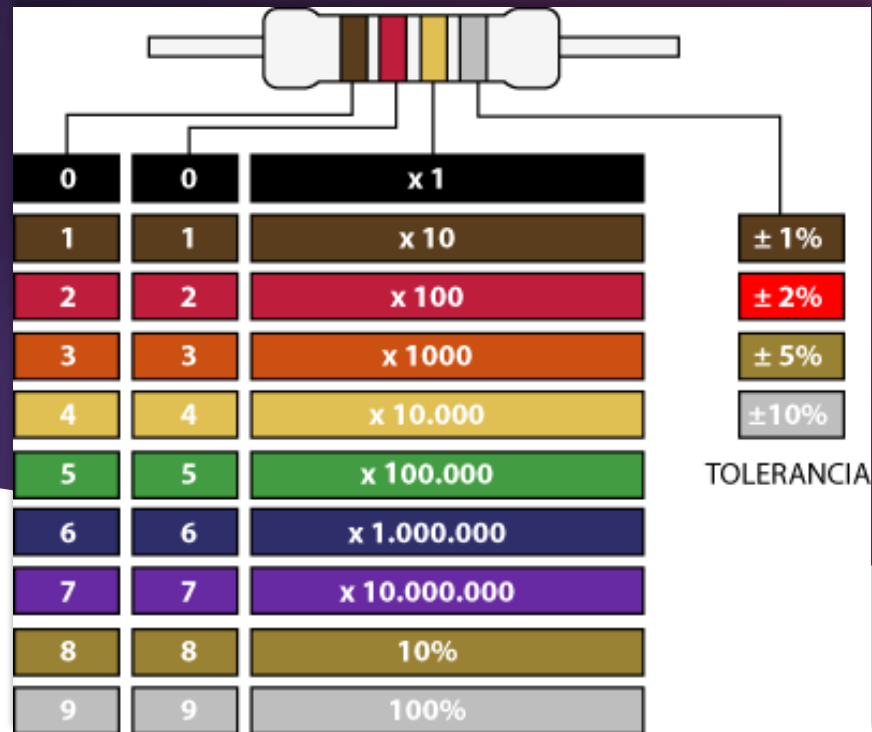 0 0 x 1
1 1 x 10 ± 1%
2 2 x 100 ± 2%
3 3 x 1000 ± 5%
4 4 x 10.000 ±10%
5 5 x 100.000 TOLERANCIA
6 6 x 1.000.000
7 7 x 10.000.000
8 8 10%
9 9 100%